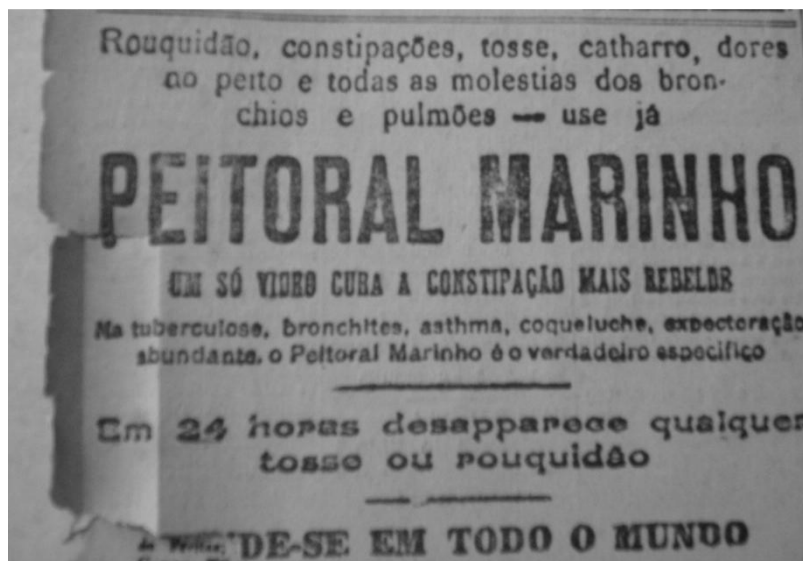 Rouquidão, constipações, tosse, catharro, dores
no peito e todas as molestias dos bron-
chios e pulmões — use já
PEITORAL MARINHO
UM SÓ VIDRO CURA A CONSTIPAÇÃO MAIS REBELDE
Na tuberculose, bronchites, asthma, coqueluche, expectoração
abundante, o Peitoral Marinho é o verdadeiro especifico
Em 24 horas desapparece qualquer
tosse ou rouquidão
DE-SE EM TODO O MUNDO